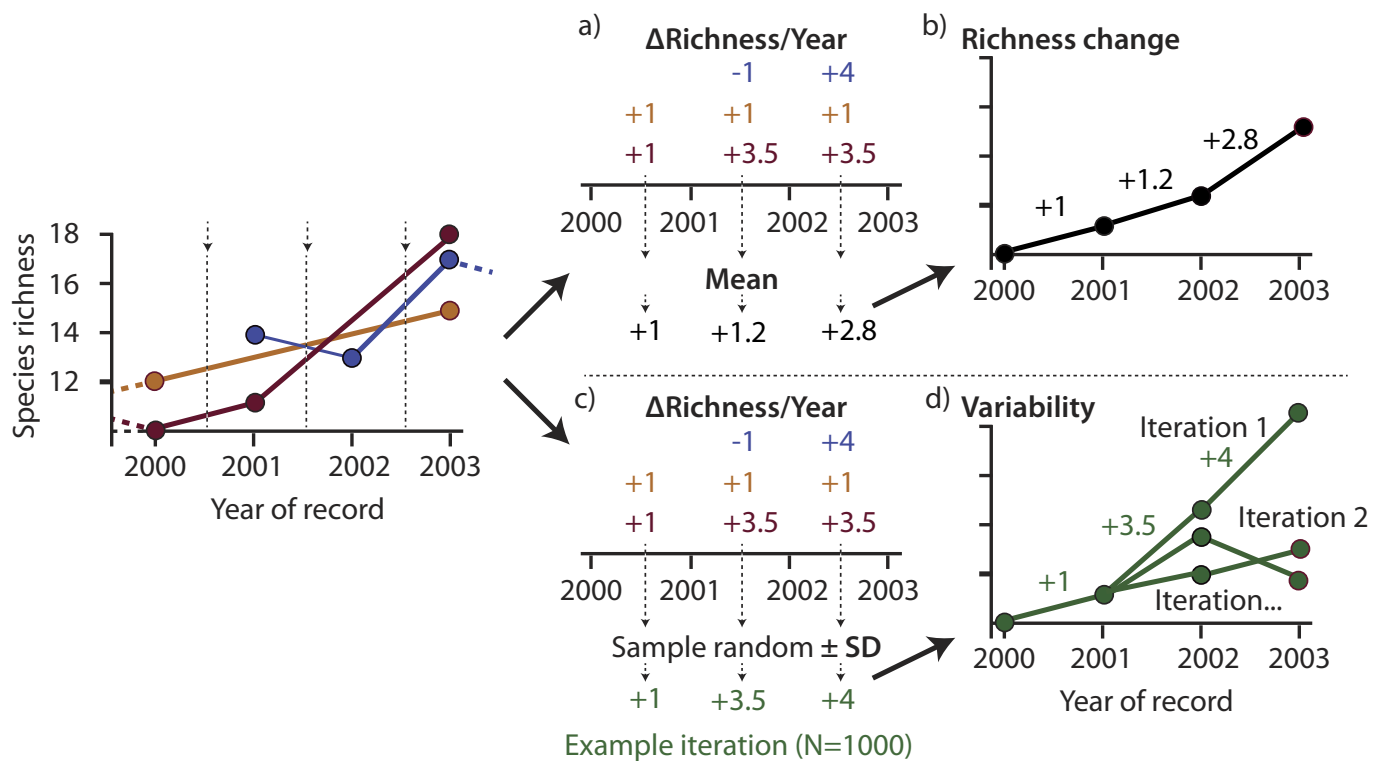 Species richness
18
16
14
12
2000 2001 2002 2003
Year of record
a)
ΔRichness/Year
-1 +4
+1 +1 +1
+1 +3.5 +3.5
2000 2001 2002 2003
Mean
+1 +1.2 +2.8
b) Richness change
+2.8
+1.2
+1
2000 2001 2002 2003
c)
ΔRichness/Year
-1 +4
+1 +1 +1
+1 +3.5 +3.5
2000 2001 2002 2003
Sample random ± SD
+1 +3.5 +4
Example iteration (N=1000)
d) Variability
Iteration 1
+4
+3.5
Iteration 2
+1
Iteration...
2000 2001 2002 2003
Year of record